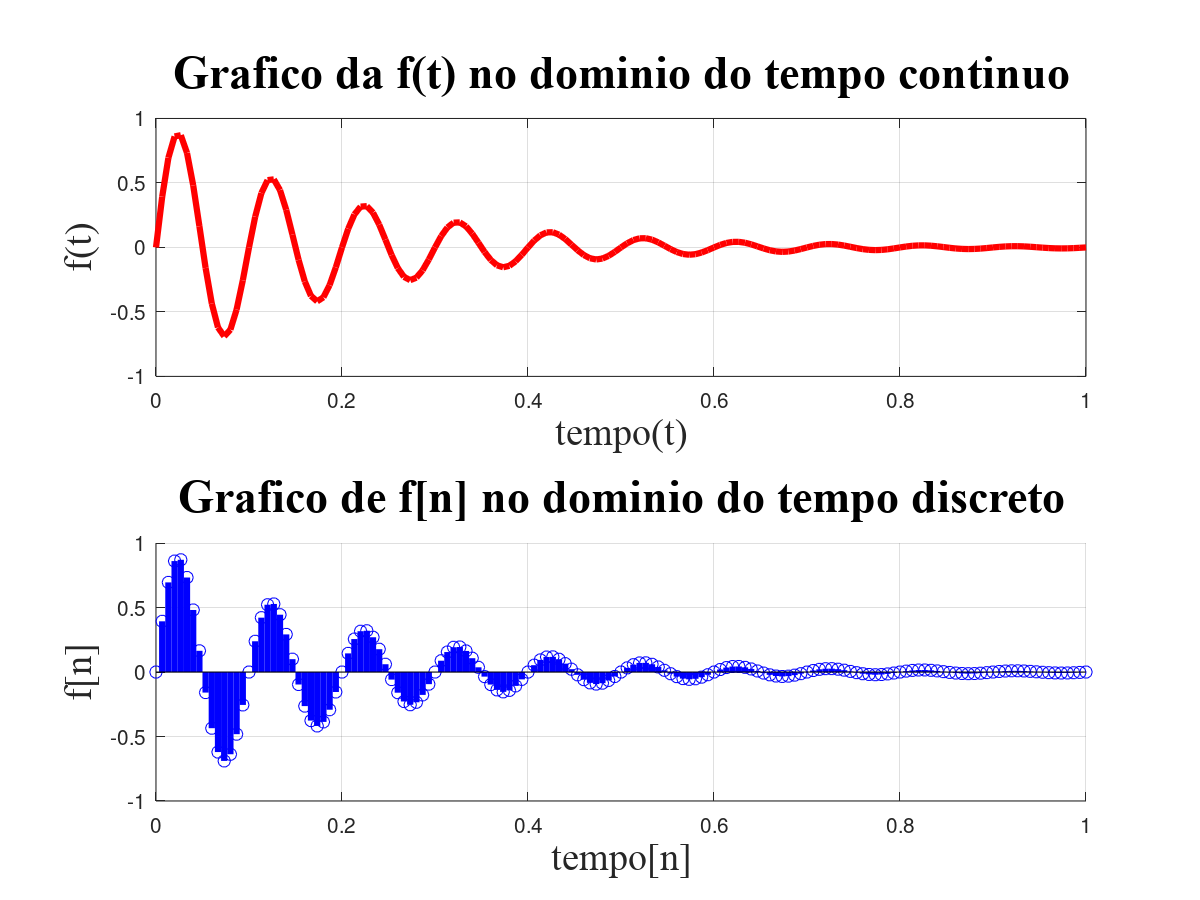 Grafico da f(t) no dominio do tempo continuo
1
0.5
0
-0.5
-1
f(t)
0 0.2 0.4 0.6 0.8 1
tempo(t)
Grafico de f[n] no dominio do tempo discreto
1
0.5
0
-0.5
-1
f[n]
0 0.2 0.4 0.6 0.8 1
tempo[n]